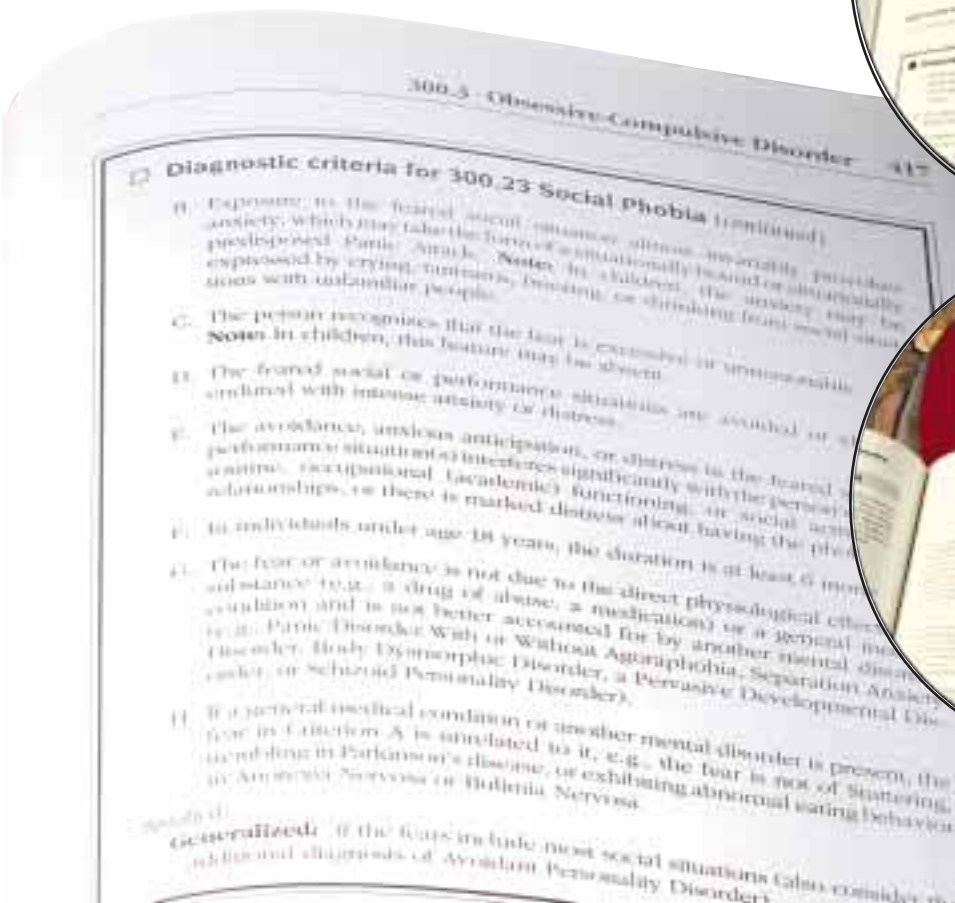 300.3 Obsessive-Compulsive Disorder 417
Diagnostic criteria for 300.23 Social Phobia (continued)
B. Exposure to the feared social situation almost invariably provokes
anxiety, which may take the form of a situationally bound or situationally
predisposed Panic Attack. Note: In children, the anxiety may be
expressed by crying, tantrums, freezing, or shrinking from social situa-
tions with unfamiliar people.
C. The person recognizes that the fear is excessive or unreasonable.
Note: In children, this feature may be absent.
D. The feared social or performance situations are avoided or
endured with intense anxiety or distress.
E. The avoidance, anxious anticipation, or distress in the feared
performance situation(s) interferes significantly with the person's
routine, occupational (academic) functioning, or social
relationships, or there is marked distress about having the
F. In individuals under age 18 years, the duration is at least 6
G. The fear or avoidance is not due to the direct physiological
substance (e.g., a drug of abuse, a medication) or a general
condition and is not better accounted for by another mental
(e.g., Panic Disorder With or Without Agoraphobia, Separation Anxiety
Disorder, Body Dysmorphic Disorder, a Pervasive Developmental Dis-
order, or Schizoid Personality Disorder).
H. If a general medical condition or another mental disorder is present, the
fear in Criterion A is unrelated to it, e.g., the fear is not of Stuttering,
trembling in Parkinson's disease, or exhibiting abnormal eating behavior
in Anorexia Nervosa or Bulimia Nervosa.
Specify if:
Generalized: if the fears include most social situations (also consider the
additional diagnosis of Avoidant Personality Disorder)